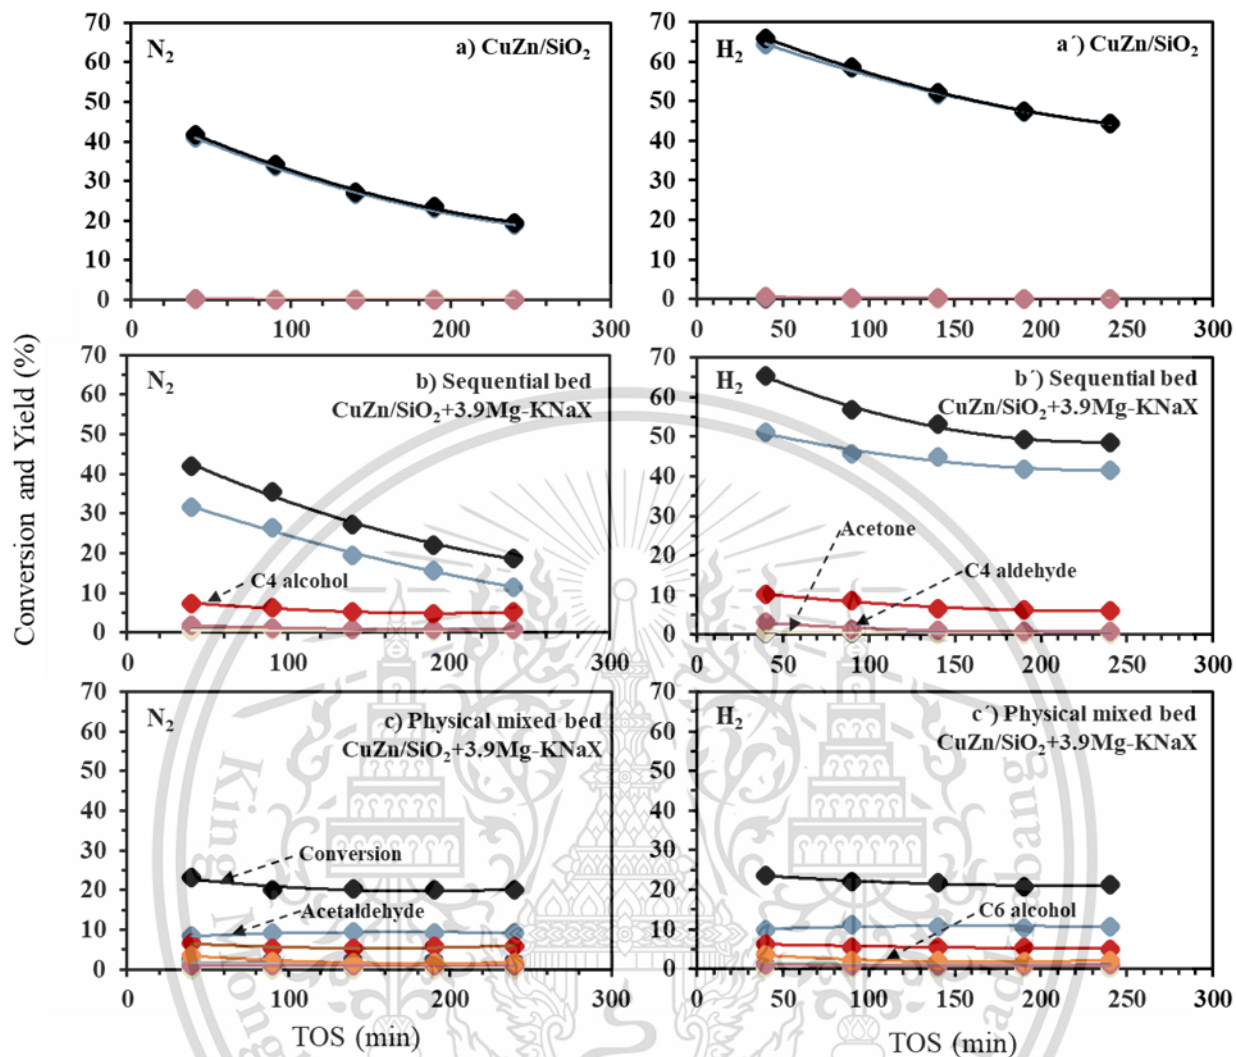 N₂
a) CuZn/SiO₂
70
60
50
40
30
20
10
0
0 100 200 300
H₂
a´) CuZn/SiO₂
70
60
50
40
30
20
10
0
0 50 100 150 200 250 300
Conversion and Yield (%)
N₂
b) Sequential bed
CuZn/SiO₂+3.9Mg-KNaX
70
60
50
40
30
20
10
0
C4 alcohol
0 100 200 300
H₂
b´) Sequential bed
CuZn/SiO₂+3.9Mg-KNaX
70
60
50
40
30
20
10
0
Acetone
C4 aldehyde
0 50 100 150 200 250 300
N₂
c) Physical mixed bed
CuZn/SiO₂+3.9Mg-KNaX
70
60
50
40
30
20
10
0
Conversion
Acetaldehyde
0 100 200 300
TOS (min)
H₂
c´) Physical mixed bed
CuZn/SiO₂+3.9Mg-KNaX
70
60
50
40
30
20
10
0
C6 alcohol
0 50 100 150 200 250 300
TOS (min)
King Mong
abang